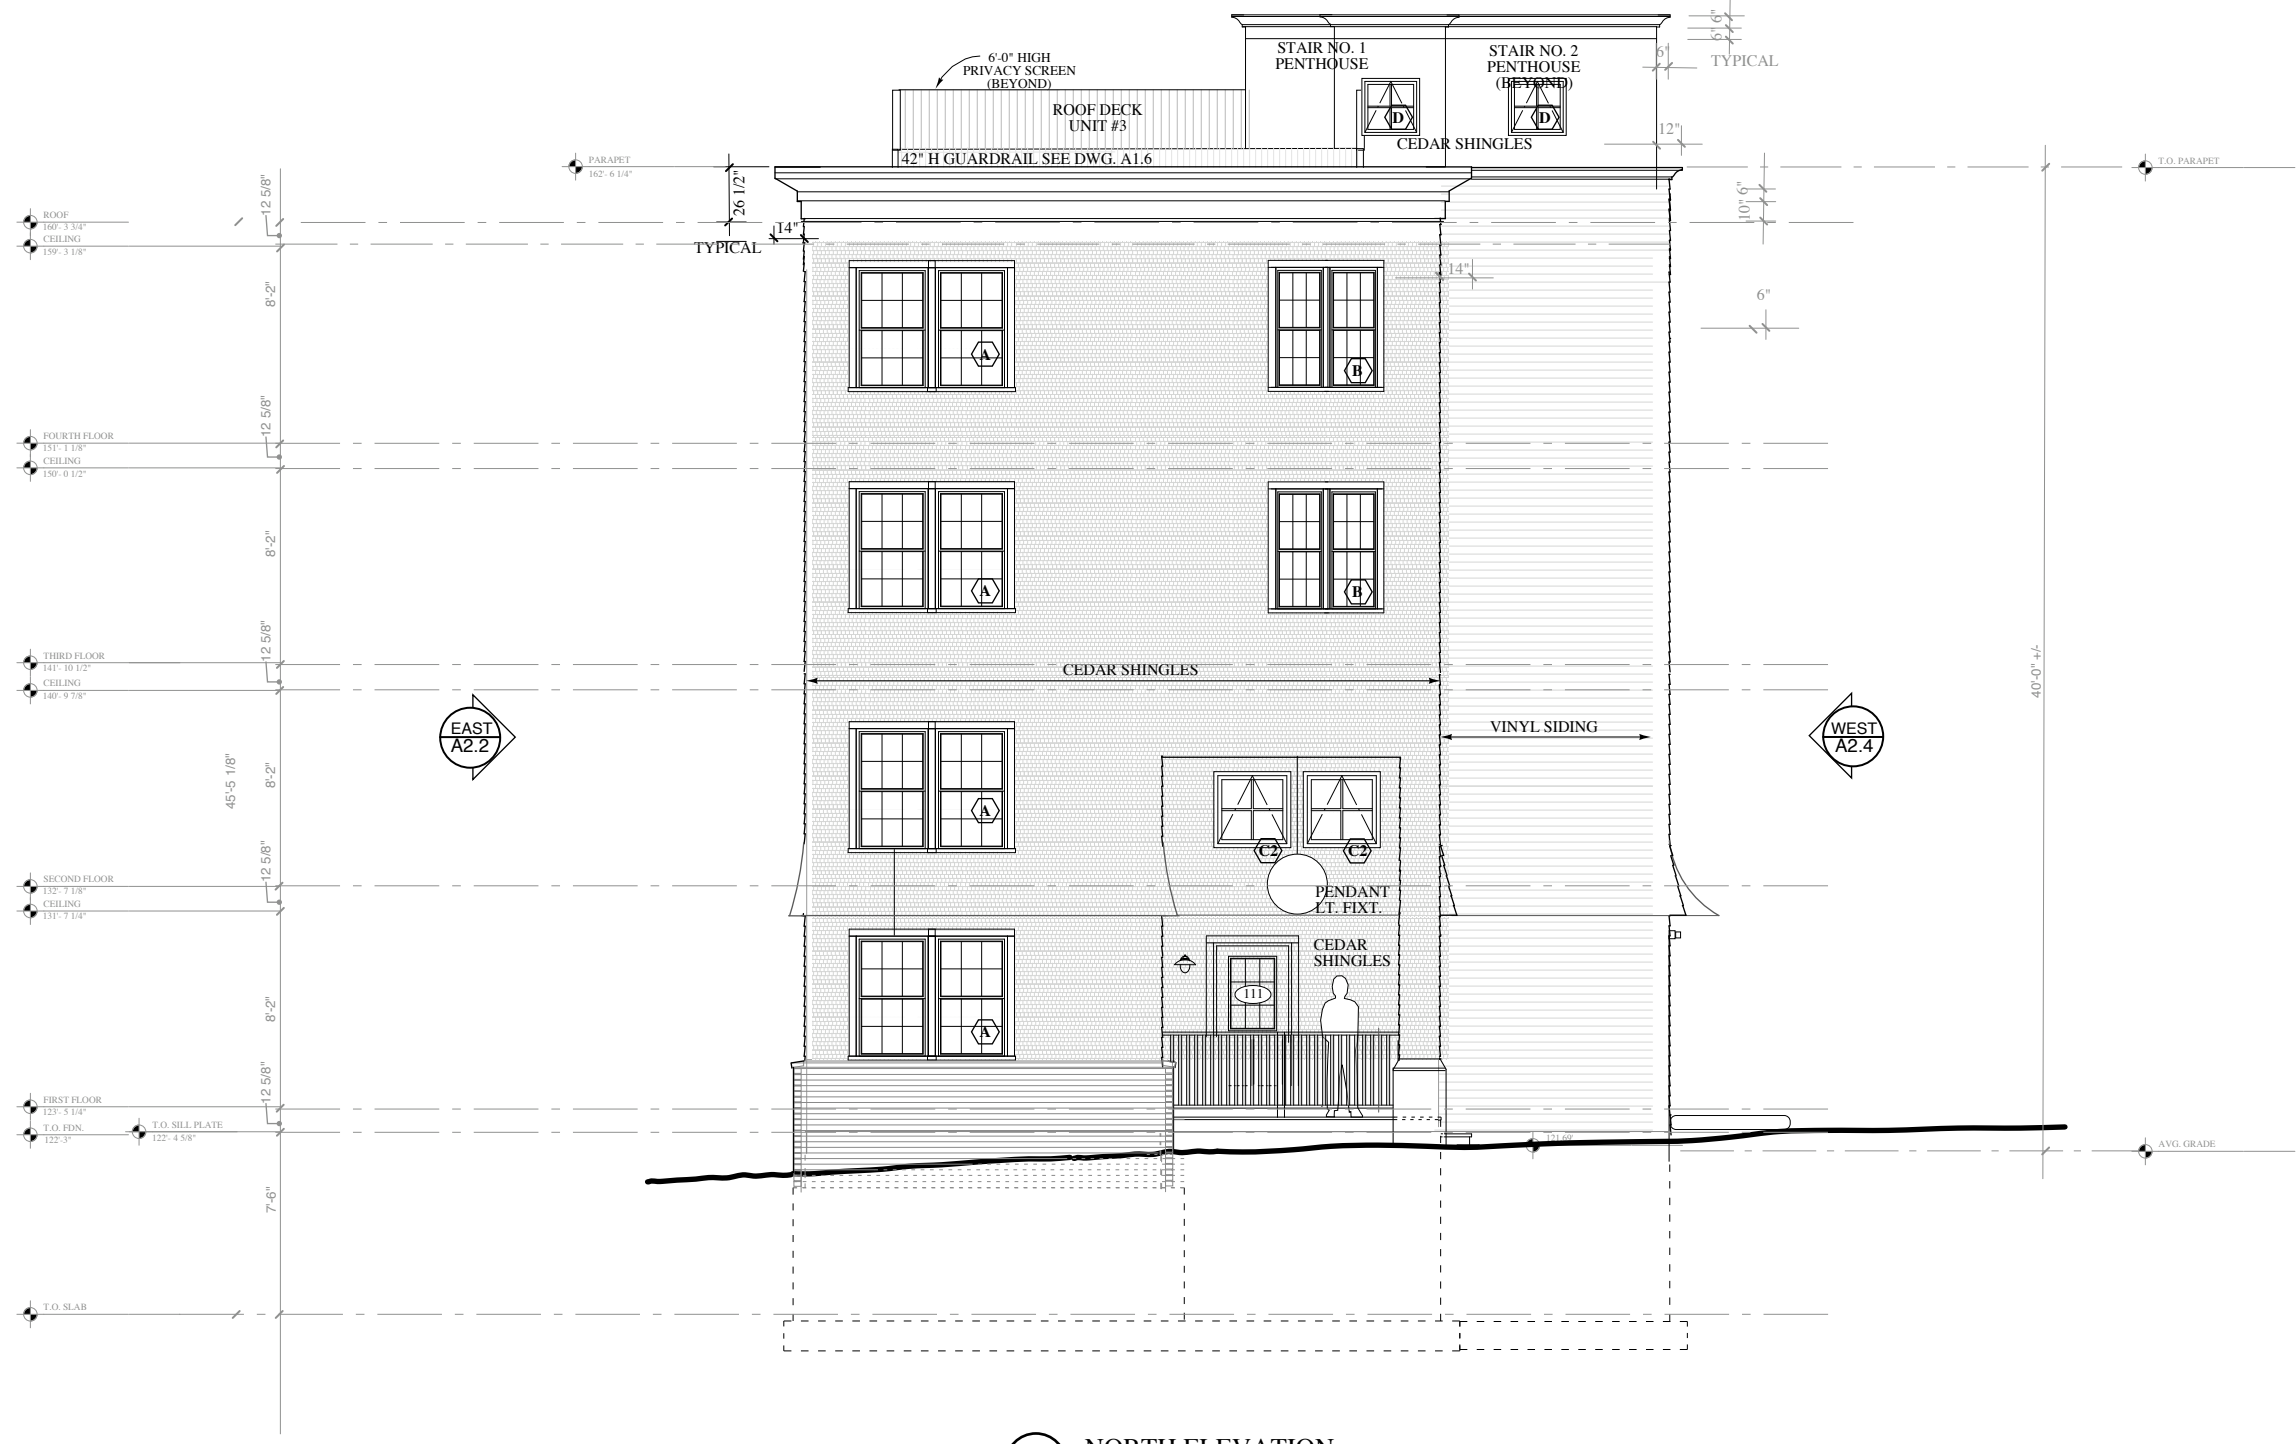 6'-0" HIGH
PRIVACY SCREEN
(BEYOND)
STAIR NO. 1
PENTHOUSE
STAIR NO. 2
PENTHOUSE
(BEYOND)
6"
6"
6"
TYPICAL
ROOF DECK
UNIT #3
D
D
12"
CEDAR SHINGLES
42" H GUARDRAIL SEE DWG. A1.6
PARAPET
162'- 6 1/4"
T.O. PARAPET
26 1/2"
14"
TYPICAL
12 5/8"
ROOF
160'- 3 3/4"
CEILING
159'- 3 1/8"
6"
10"
14"
6"
8'-2"
A
B
12 5/8"
FOURTH FLOOR
151'- 1 1/8"
CEILING
150'- 0 1/2"
8'-2"
A
B
12 5/8"
THIRD FLOOR
141'- 10 1/2"
CEILING
140'- 9 7/8"
CEDAR SHINGLES
40'-0" +/-
EAST
A2.2
VINYL SIDING
WEST
A2.4
45'-5 1/8"
8'-2"
A
C2
C2
12 5/8"
SECOND FLOOR
132'- 7 1/8"
CEILING
131'- 7 1/4"
PENDANT
LT. FIXT.
CEDAR
SHINGLES
111
8'-2"
A
12 5/8"
FIRST FLOOR
123'- 5 1/4"
T.O. FDN.
122'-3"
T.O. SILL PLATE
122'- 4 5/8"
121.69'
AVG. GRADE
7'-6"
T.O. SLAB
NORTH ELEVATION